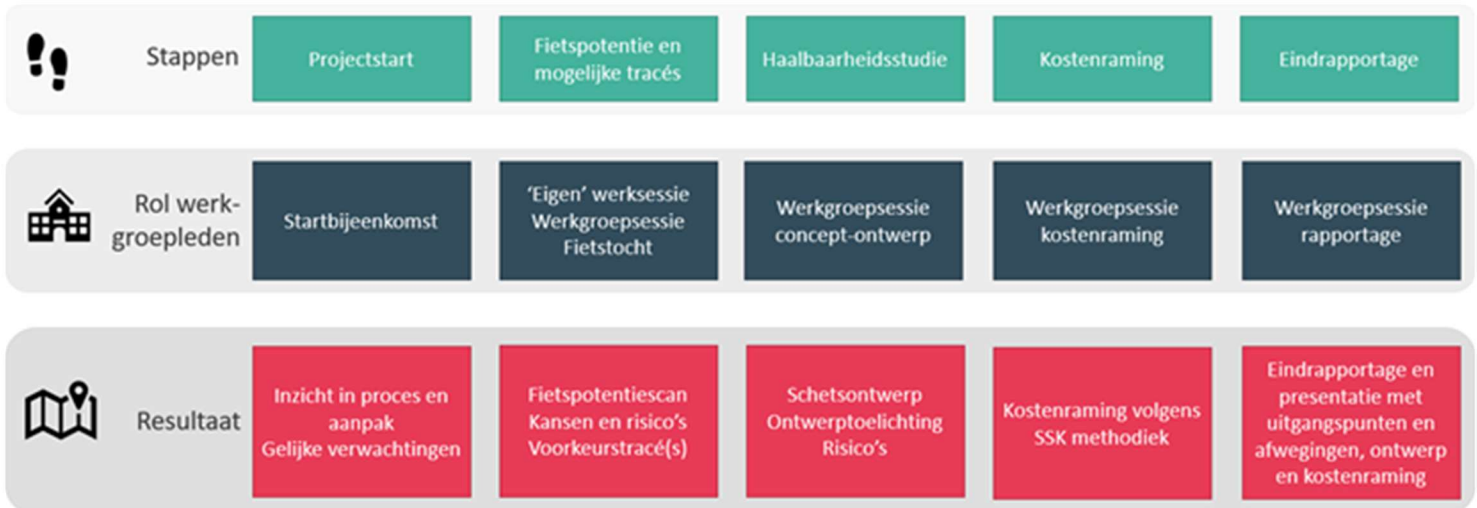 Stappen
Projectstart
Fietspotentie en
mogelijke tracés
Haalbaarheidsstudie
Kostenraming
Eindrapportage
Rol werk-
groepleden
Startbijeenkomst
‘Eigen’ werksessie
Werkgroepsessie
Fietstocht
Werkgroepsessie
concept-ontwerp
Werkgroepsessie
kostenraming
Werkgroepsessie
rapportage
Resultaat
Inzicht in proces en
aanpak
Gelijke verwachtingen
Fietspotentiescan
Kansen en risico’s
Voorkeurstracé(s)
Schetsontwerp
Ontwerptoelichting
Risico’s
Kostenraming volgens
SSK methodiek
Eindrapportage en
presentatie met
uitgangspunten en
afwegingen, ontwerp
en kostenraming